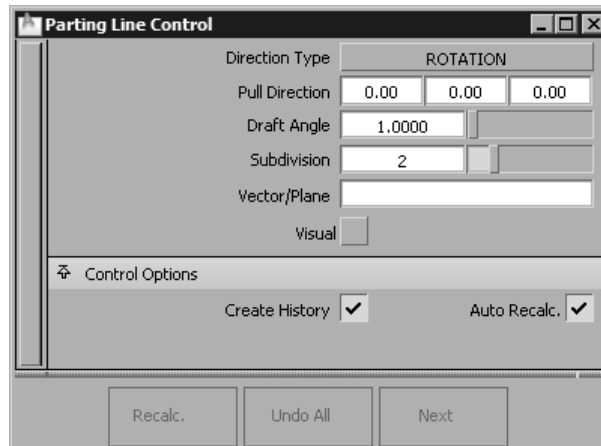 Parting Line Control
Direction Type ROTATION
Pull Direction 0.00 0.00 0.00
Draft Angle 1.0000
Subdivision 2
Vector/Plane
Visual
Control Options
Create History Auto Recalc.
Recalc. Undo All Next